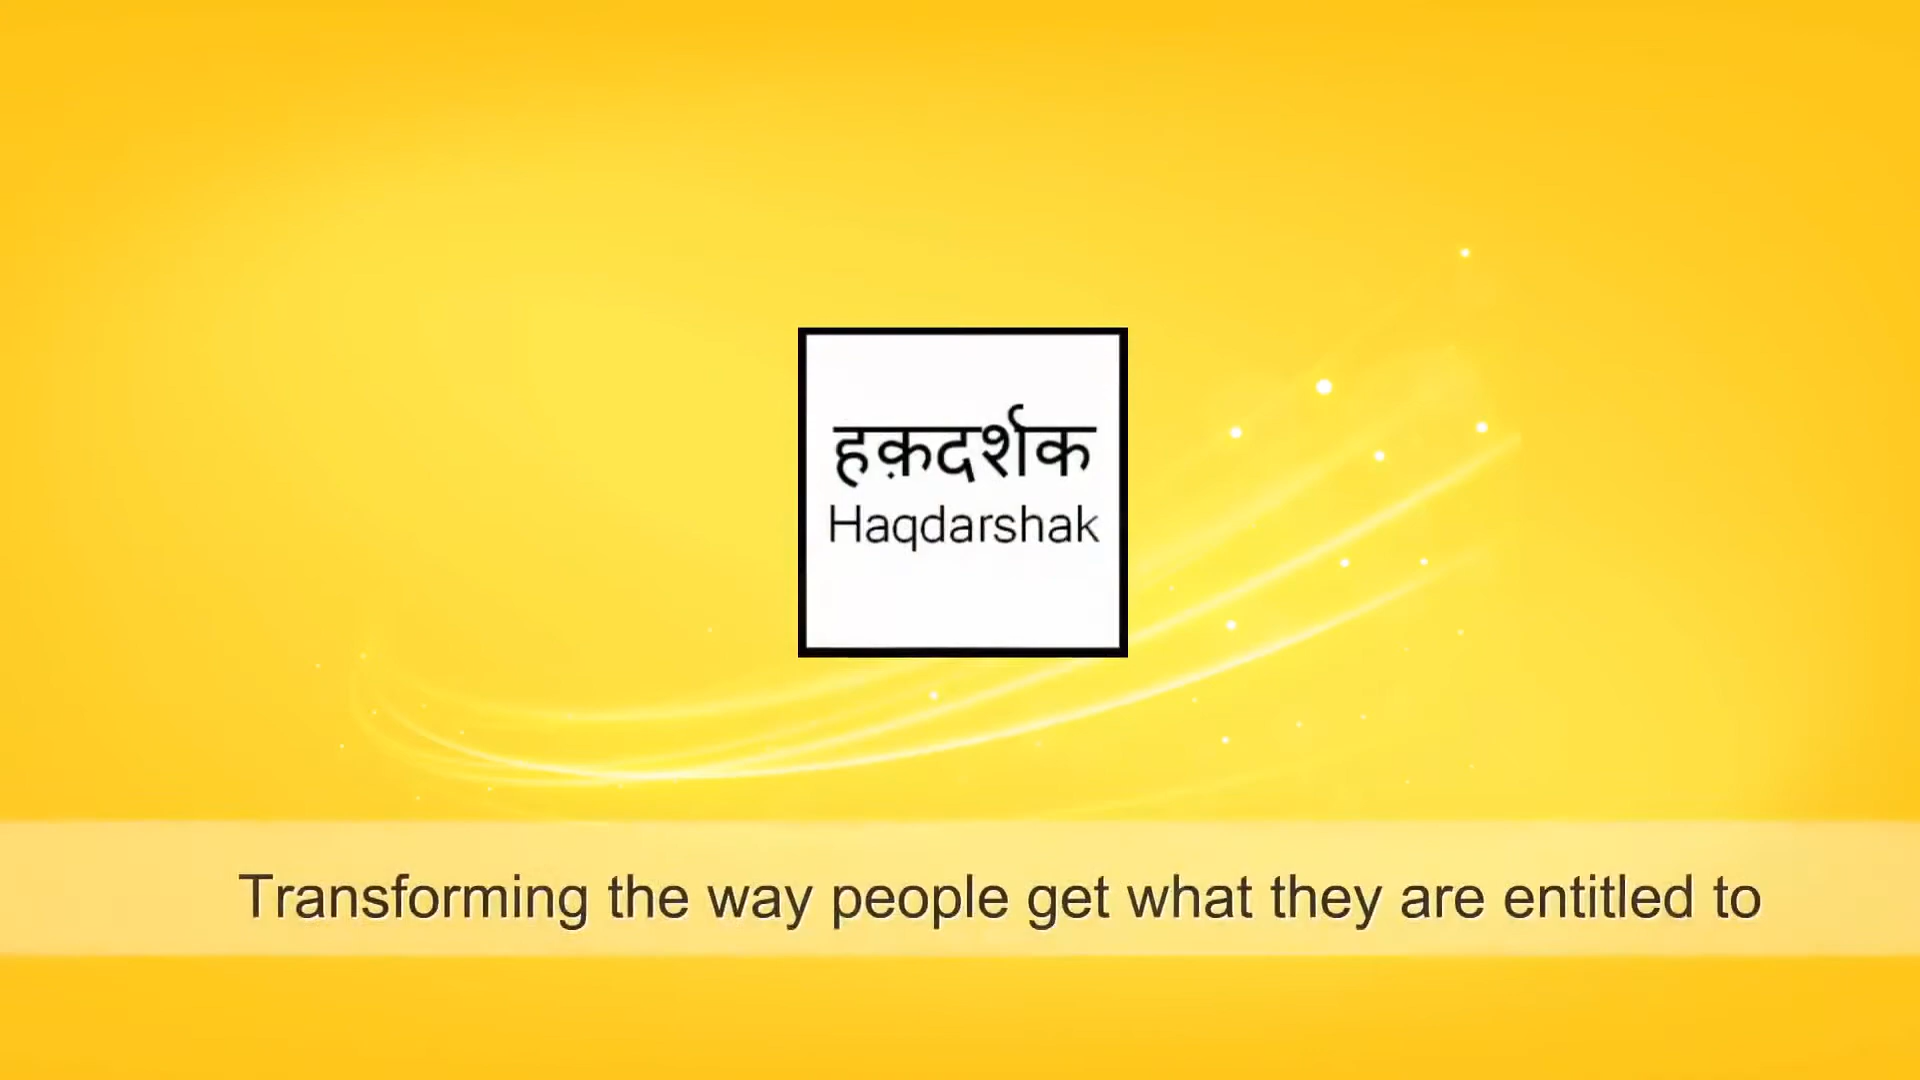 हक़दर्शक
Haqdarshak
Transforming the way people get what they are entitled to